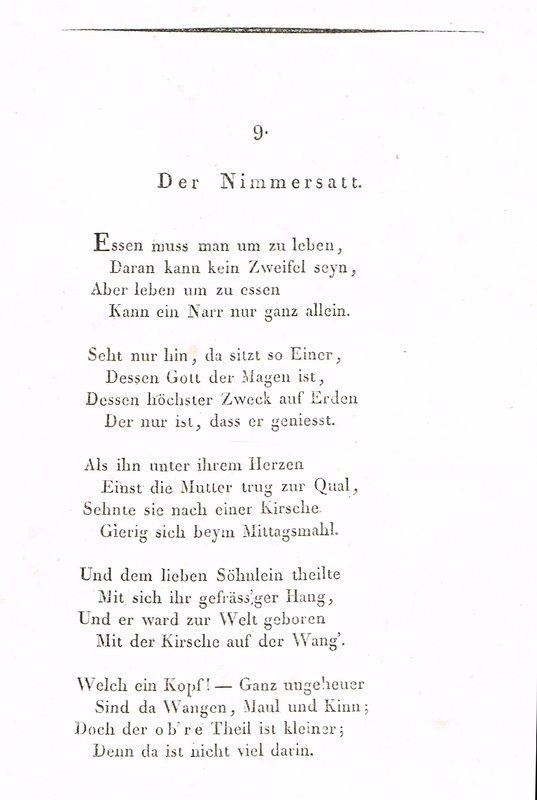 9.
Der Nimmersatt.
Essen muss man um zu leben,
Daran kann kein Zweifel seyn,
Aber leben um zu essen
Kann ein Narr nur ganz allein.
Seht nur hin, da sitzt so Einer,
Dessen Gott der Magen ist,
Dessen höchster Zweck auf Erden
Der nur ist, dass er geniesst.
Als ihn unter ihrem Herzen
Einst die Mutter trug zur Qual,
Sehnte sie nach einer Kirsche
Gierig sich beym Mittagsmahl.
Und dem lieben Söhnlein theilte
Mit sich ihr gefräss'ger Hang,
Und er ward zur Welt geboren
Mit der Kirsche auf der Wang'.
Welch ein Kopf! — Ganz ungeheuer
Sind da Wangen, Maul und Kinn;
Doch der ob're Theil ist kleiner;
Denn da ist nicht viel darin.